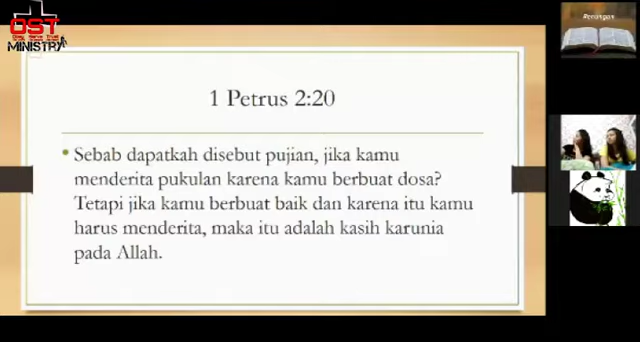 OST
MINISTRY
#renungan
1 Petrus 2:20
• Sebab dapatkah disebut pujian, jika kamu
menderita pukulan karena kamu berbuat dosa?
Tetapi jika kamu berbuat baik dan karena itu kamu
harus menderita, maka itu adalah kasih karunia
pada Allah.